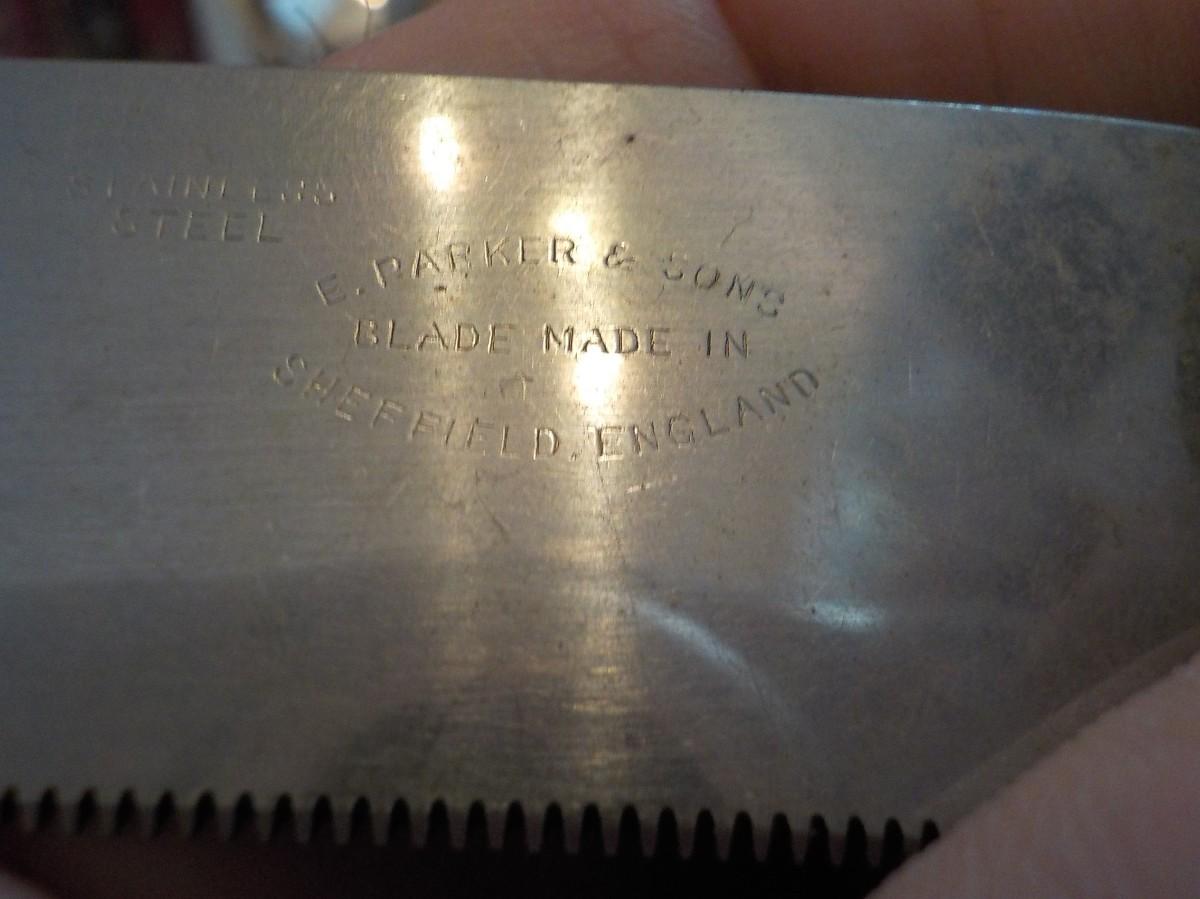 STAINLESS
STEEL
E. PARKER & SONS
BLADE MADE IN
SHEFFIELD, ENGLAND